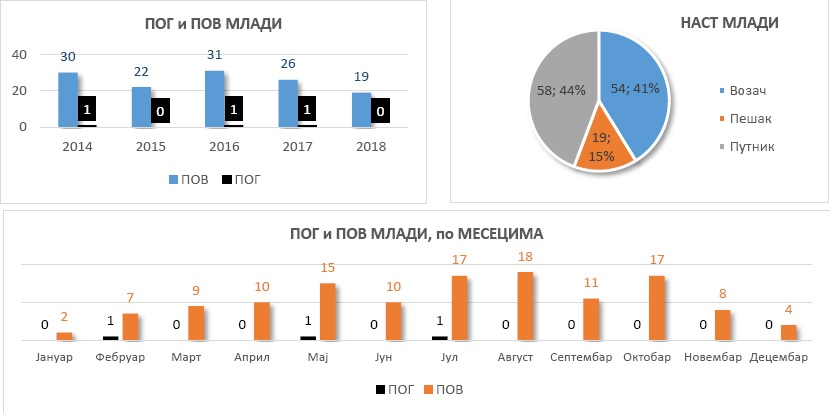 ПОГ и ПОВ МЛАДИ
40
20
0
30
22
31
26
19
1
0
1
1
0
2014 2015 2016 2017 2018
ПОВ ПОГ
НАСТ МЛАДИ
58; 44%
54; 41%
19;
15%
Возач
Пешак
Путник
ПОГ и ПОВ МЛАДИ, по МЕСЕЦИМА
0 2 1 7 0 9 0 10 1 15 0 10 1 17 0 18 0 11 0 17 0 8 0 4
Јануар Фебруар Март Април Мај Јун Јул Август Септембар Октобар Новембар Децембар
ПОГ ПОВ